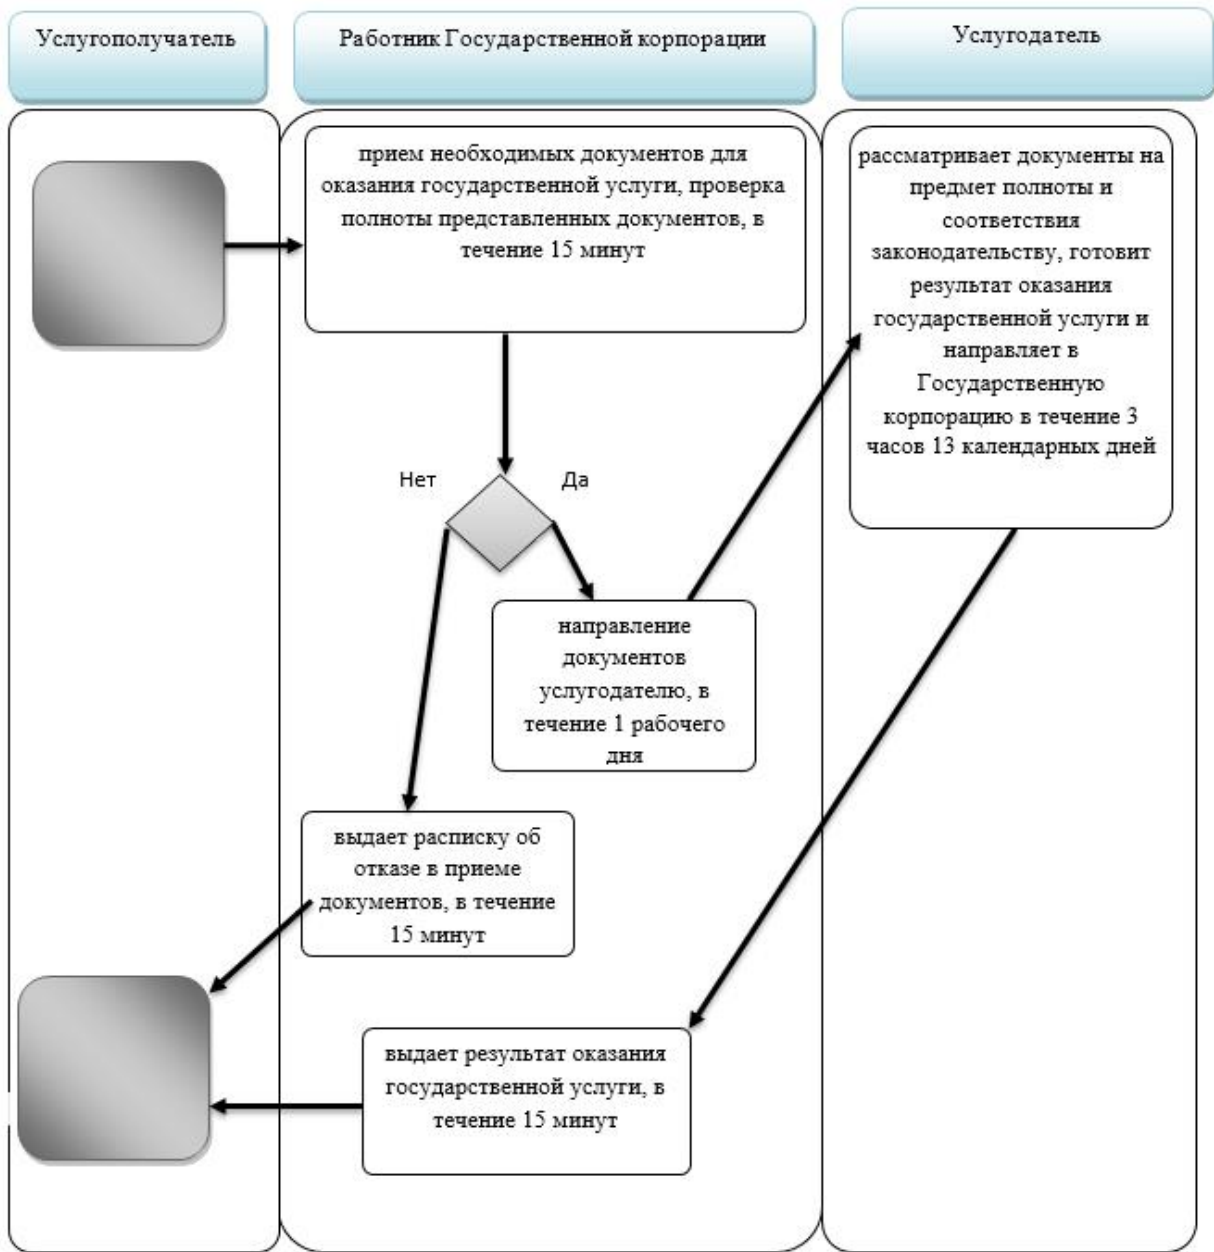 Услугополучатель
Работник Государственной корпорации
Услугодатель
прием необходимых документов для
оказания государственной услуги, проверка
полноты представленных документов, в
течение 15 минут
рассматривает документы на
предмет полноты и
соответствия
законодательству, готовит
результат оказания
государственной услуги и
направляет в
Государственную
корпорацию в течение 3
часов 13 календарных дней
Нет
Да
направление
документов
услугодателю, в
течение 1 рабочего
дня
выдает расписку об
отказе в приеме
документов, в течение
15 минут
выдает результат оказания
государственной услуги, в
течение 15 минут